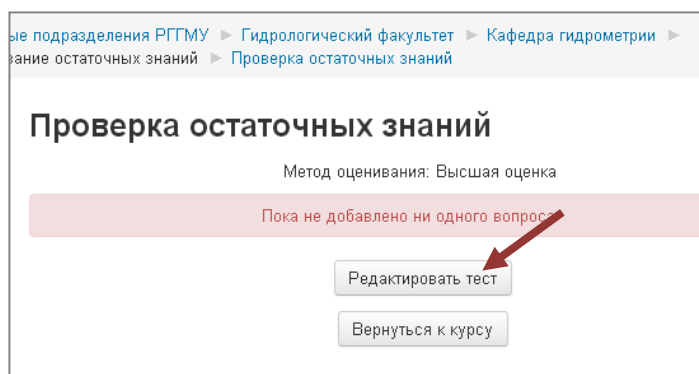 ые подразделения РГГМУ ► Гидрологический факультет ► Кафедра гидрометрии ►
вание остаточных знаний ► Проверка остаточных знаний
Проверка остаточных знаний
Метод оценивания: Высшая оценка
Пока не добавлено ни одного вопроса
Редактировать тест
Вернуться к курсу